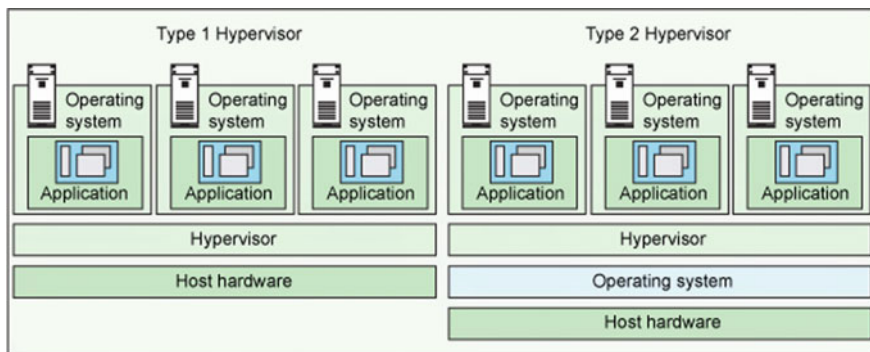 Type 1 Hypervisor
Operating system
Application
Operating system
Application
Operating system
Application
Hypervisor
Host hardware
Type 2 Hypervisor
Operating system
Application
Operating system
Application
Operating system
Application
Hypervisor
Operating system
Host hardware